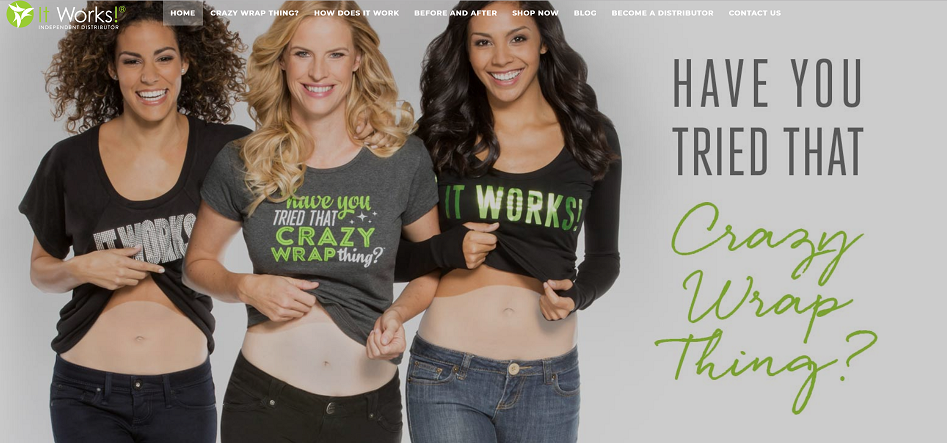 It Works!®
INDEPENDENT DISTRIBUTOR
HOME CRAZY WRAP THING? HOW DOES IT WORK BEFORE AND AFTER SHOP NOW BLOG BECOME A DISTRIBUTOR CONTACT US
HAVE YOU
TRIED THAT
Crazy
Wrap
Thing?
IT WORKS
have you
TRIED THAT
CRAZY
WRAP thing?
IT WORKS!